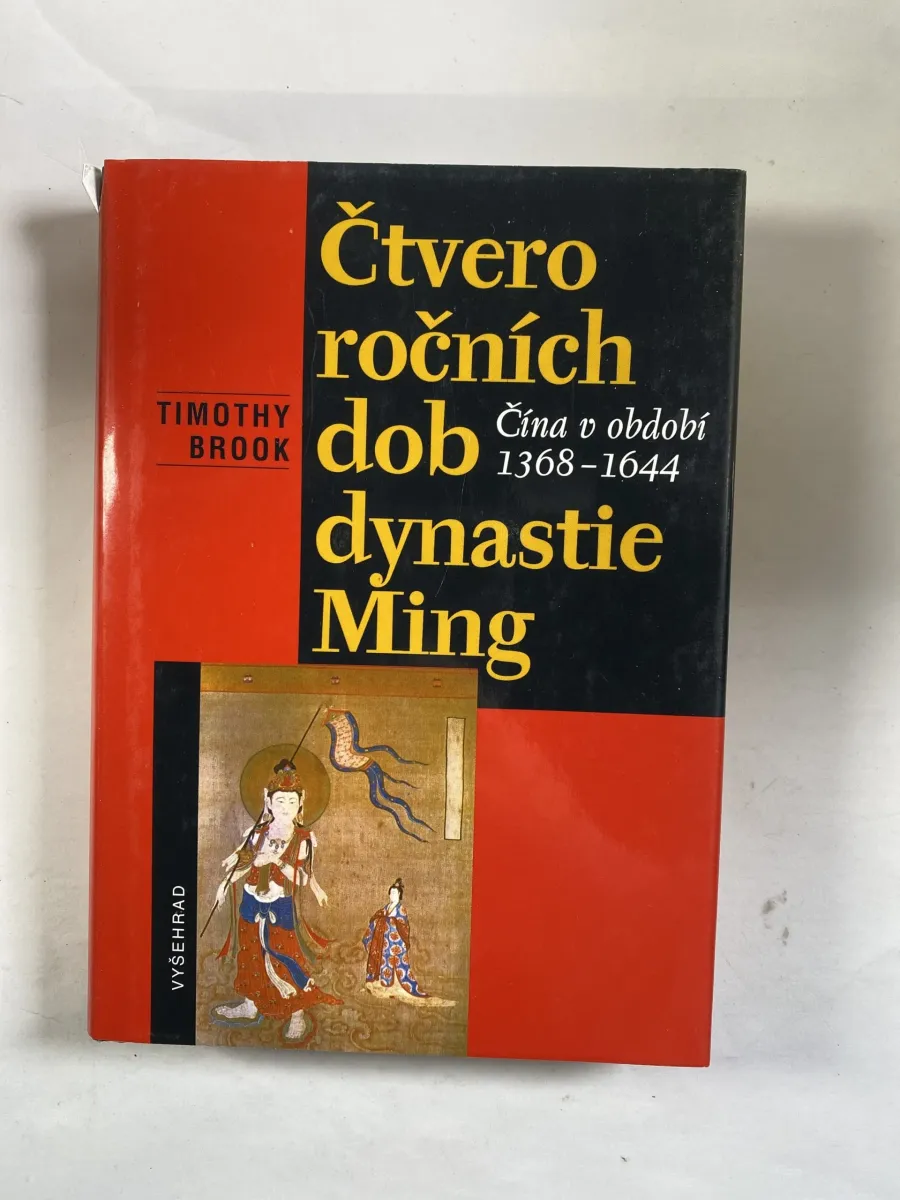 Čtvero
ročních
dob
dynastie
Ming
Čína v období
1368–1644
TIMOTHY
BROOK
VYŠEHRAD